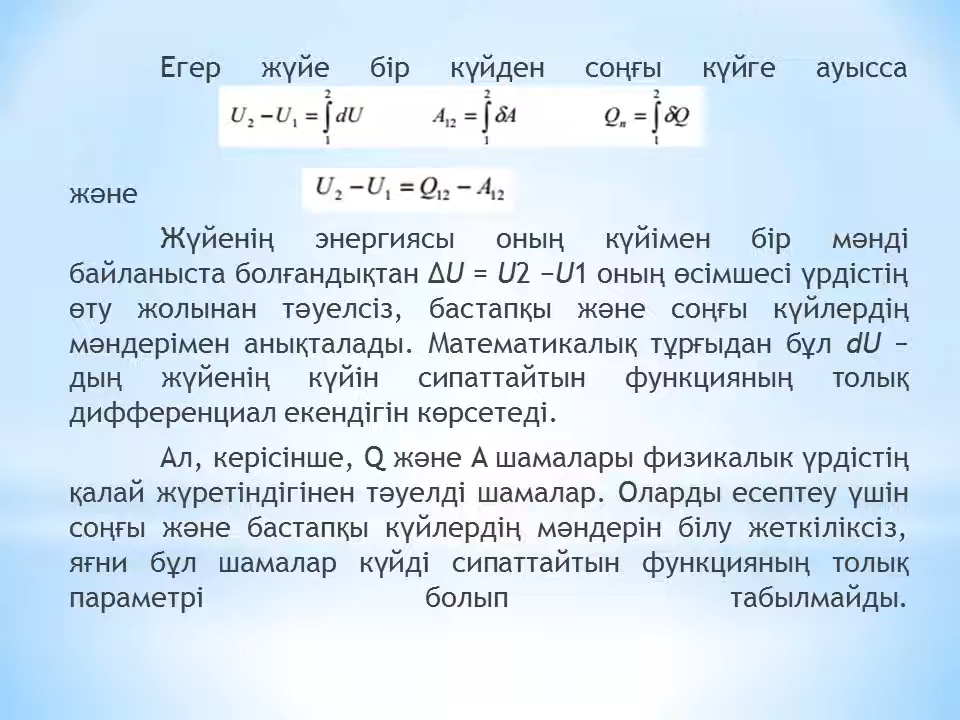 Егер жүйе бір күйден соңғы күйге ауысса
U₂ − U₁ = ∫₁² dU A₁₂ = ∫₁² δA Qₙ = ∫₁² δQ
және U₂ − U₁ = Q₁₂ − A₁₂
Жүйенің энергиясы оның күйімен бір мәнді
байланыста болғандықтан ΔU = U2 −U1 оның өсімшесі үрдістің
өту жолынан тәуелсіз, бастапқы және соңғы күйлердің
мәндерімен анықталады. Математикалық тұрғыдан бұл dU −
дың жүйенің күйін сипаттайтын функцияның толық
дифференциал екендігін көрсетеді.
Ал, керісінше, Q және А шамалары физикалык үрдістің
қалай жүретіндігінен тәуелді шамалар. Оларды есептеу үшін
соңғы және бастапқы күйлердің мәндерін білу жеткіліксіз,
яғни бұл шамалар күйді сипаттайтын функцияның толық
параметрі болып табылмайды.